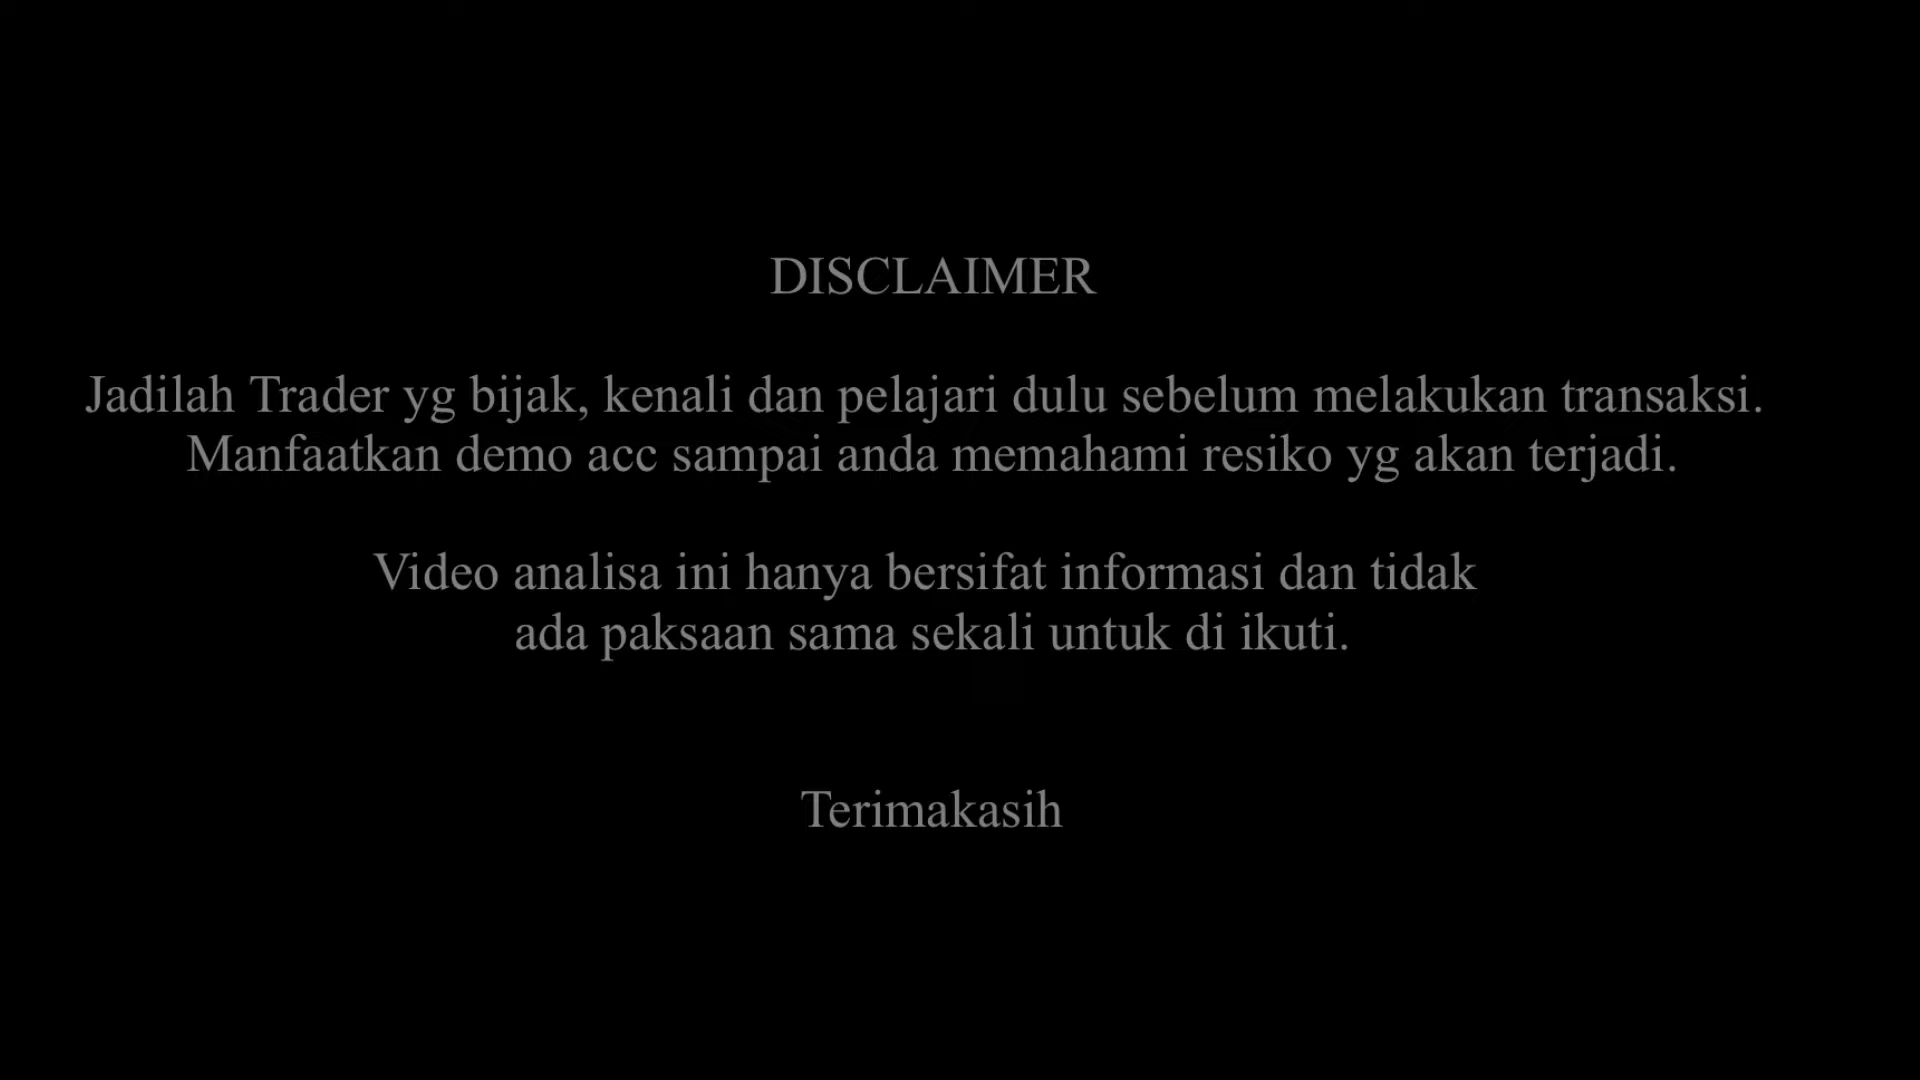 DISCLAIMER
Jadilah Trader yg bijak, kenali dan pelajari dulu sebelum melakukan transaksi.
Manfaatkan demo acc sampai anda memahami resiko yg akan terjadi.
Video analisa ini hanya bersifat informasi dan tidak
ada paksaan sama sekali untuk di ikuti.
Terimakasih